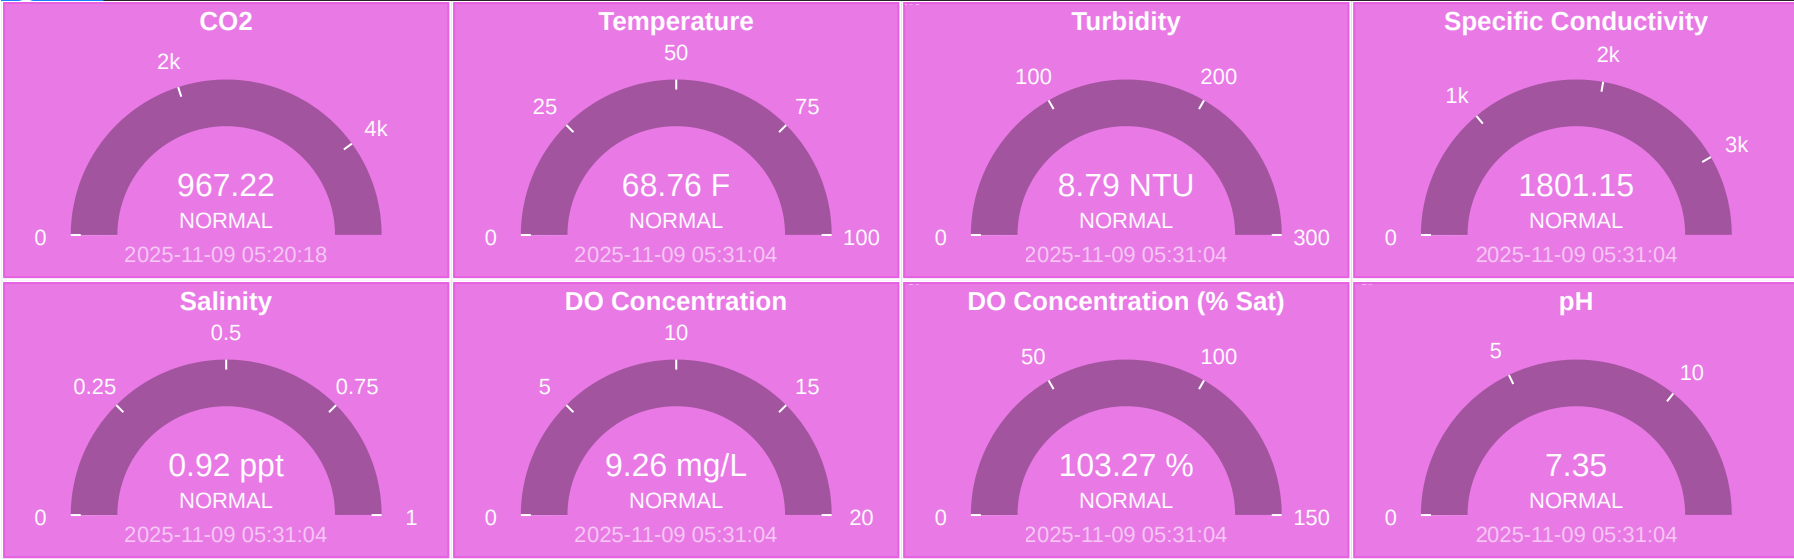 CO2
2k
4k
0
967.22
NORMAL
2025-11-09 05:20:18
Temperature
50
25
75
0
100
68.76 F
NORMAL
2025-11-09 05:31:04
Turbidity
100
200
0
300
8.79 NTU
NORMAL
2025-11-09 05:31:04
Specific Conductivity
2k
1k
3k
0
1801.15
NORMAL
2025-11-09 05:31:04
Salinity
0.5
0.25
0.75
0
1
0.92 ppt
NORMAL
2025-11-09 05:31:04
DO Concentration
10
5
15
0
20
9.26 mg/L
NORMAL
2025-11-09 05:31:04
DO Concentration (% Sat)
50
100
0
150
103.27 %
NORMAL
2025-11-09 05:31:04
pH
5
10
0
7.35
NORMAL
2025-11-09 05:31:04